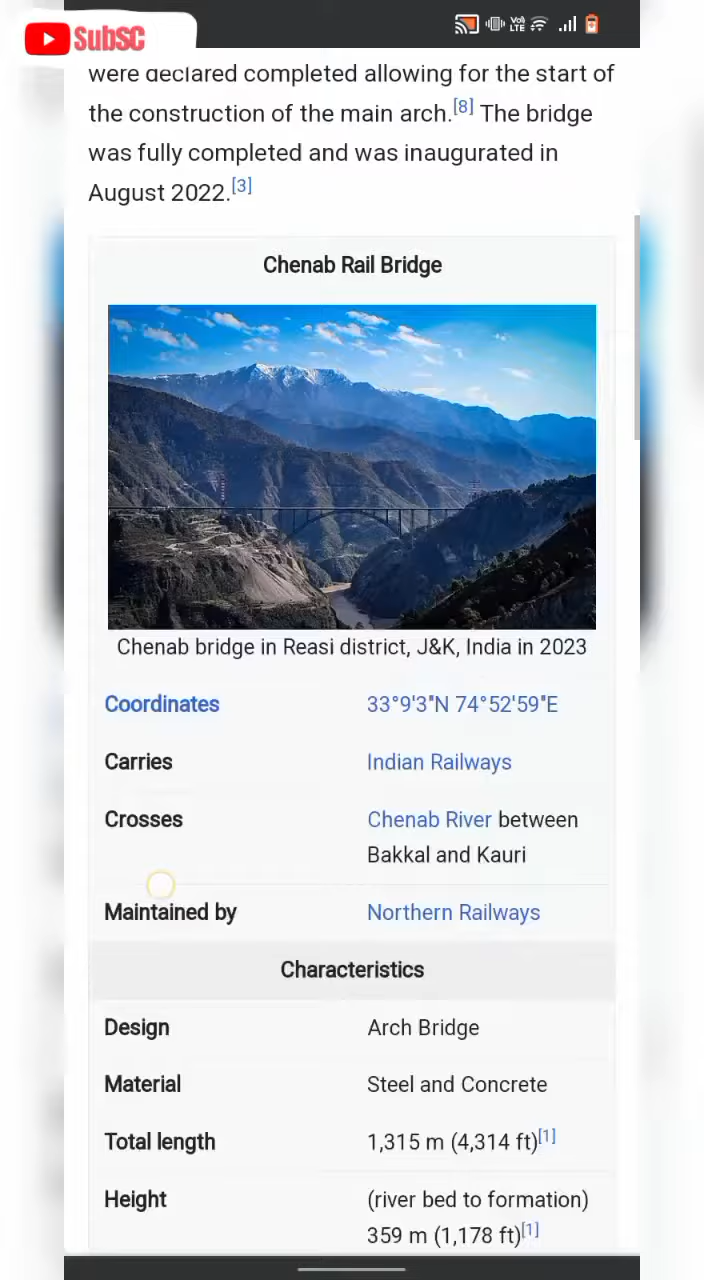 SubSC
Vo)
LTE
were declared completed allowing for the start of
the construction of the main arch.[8] The bridge
was fully completed and was inaugurated in
August 2022.[3]
Chenab Rail Bridge
Chenab bridge in Reasi district, J&K, India in 2023
Coordinates 33°9'3"N 74°52'59"E
Carries Indian Railways
Crosses Chenab River between
Bakkal and Kauri
Maintained by Northern Railways
Characteristics
Design Arch Bridge
Material Steel and Concrete
Total length 1,315 m (4,314 ft)[1]
Height (river bed to formation)
359 m (1,178 ft)[1]